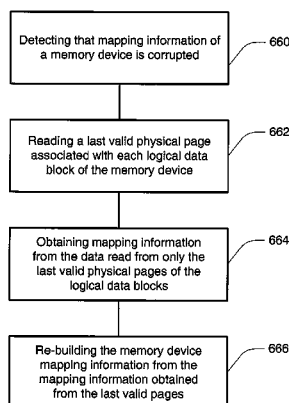 Detecting that mapping information of
a memory device is corrupted
660
Reading a last valid physical page
associated with each logical data
block of the memory device
662
Obtaining mapping information
from the data read from only the
last valid physical pages of the
logical data blocks
664
Re-building the memory device
mapping information from the
mapping information obtained
from the last valid pages
666